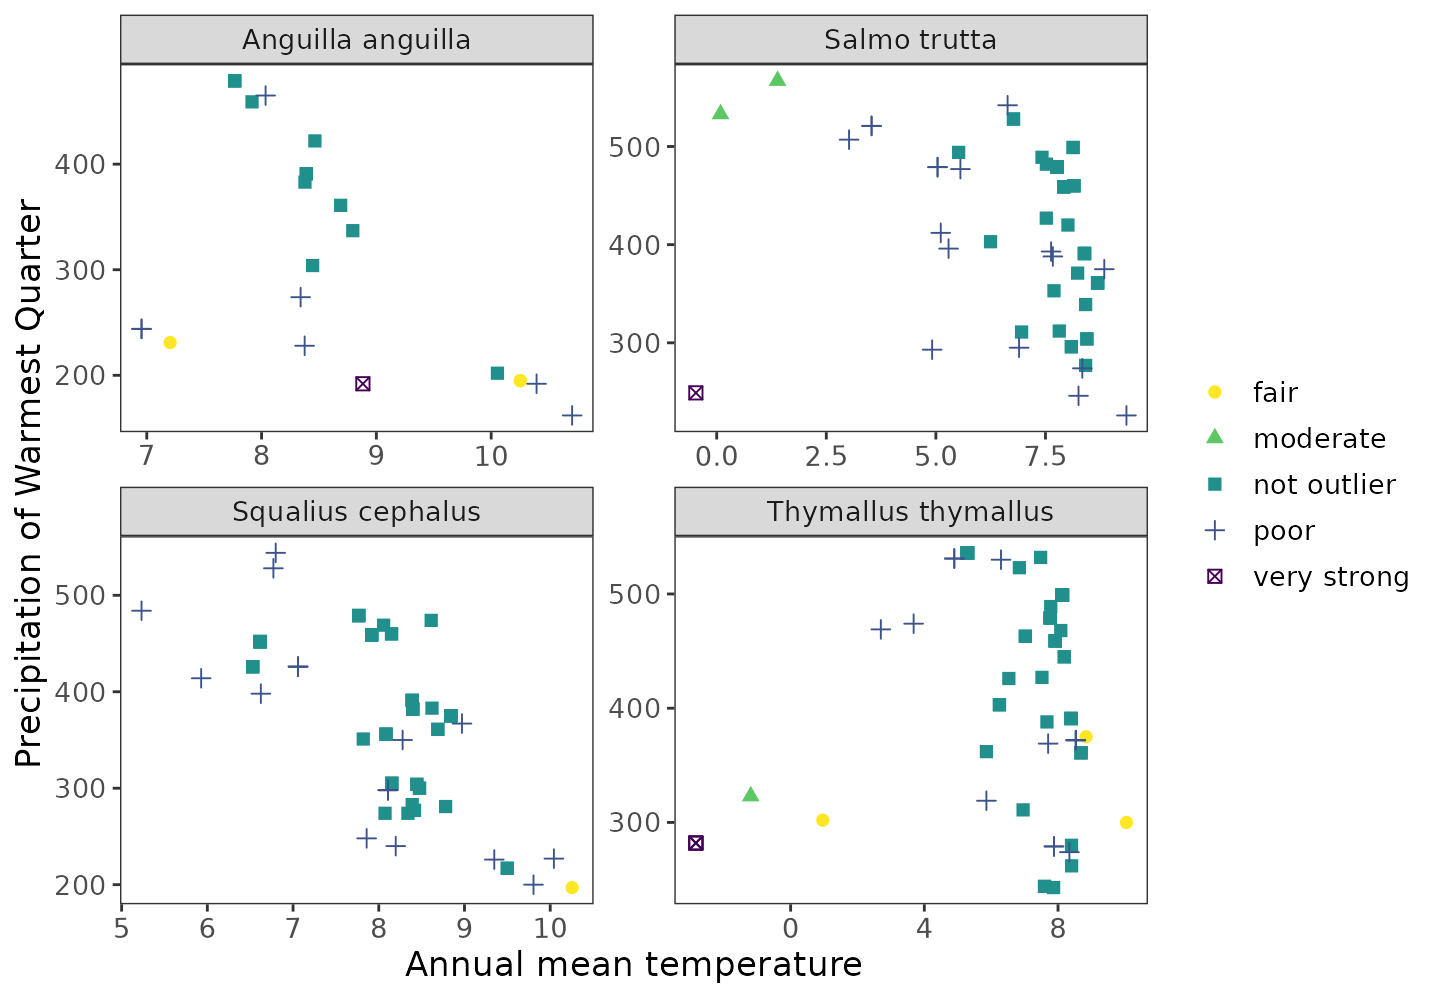 Anguilla anguilla
Salmo trutta
400
300
200
7 8 9 10
500
400
300
0.0 2.5 5.0 7.5
Squalius cephalus
Thymallus thymallus
500
400
300
200
5 6 7 8 9 10
500
400
300
0 4 8
Precipitation of Warmest Quarter
Annual mean temperature
fair
moderate
not outlier
poor
very strong